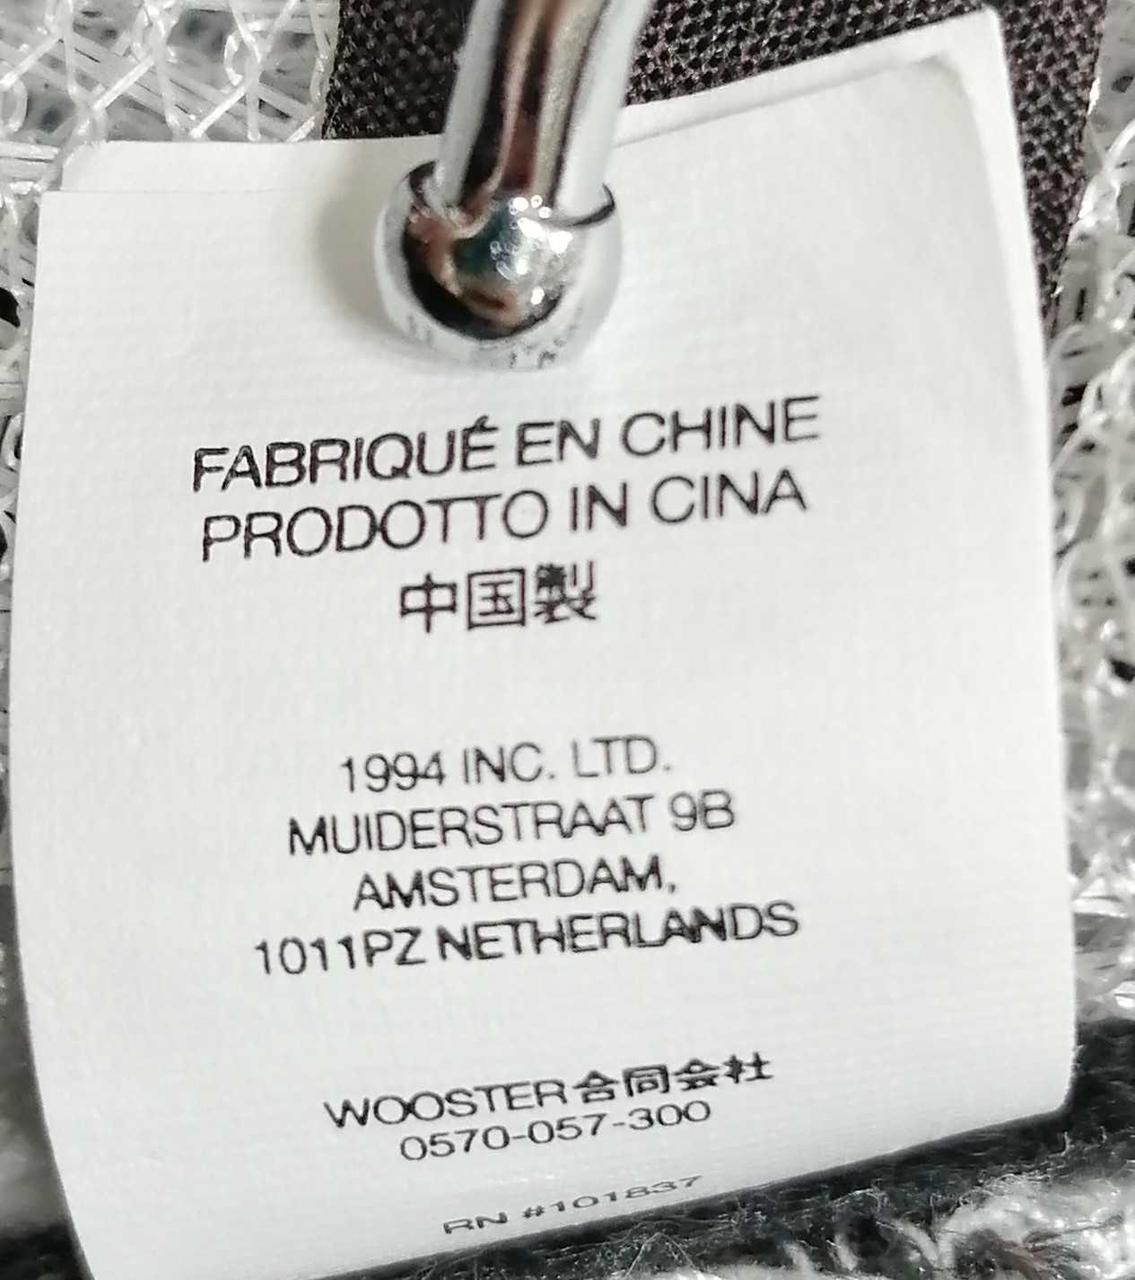 FABRIQUÉ EN CHINE
PRODOTTO IN CINA
中国製
1994 INC. LTD.
MUIDERSTRAAT 9B
AMSTERDAM,
1011PZ NETHERLANDS
WOOSTER合同会社
0570-057-300
RN #101837